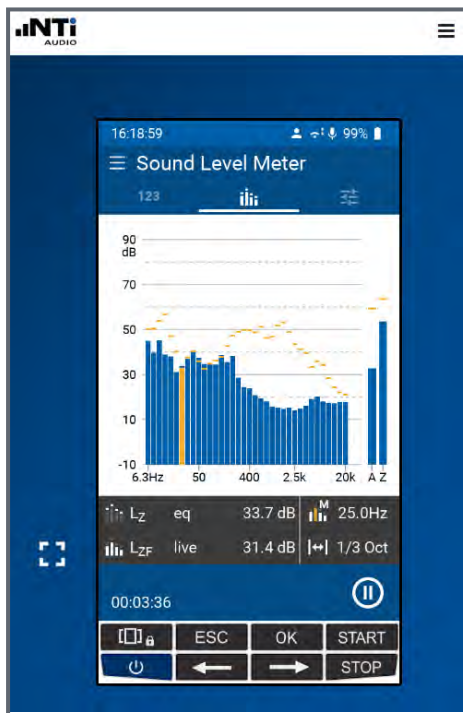 NTi
AUDIO
16:18:59 99%
Sound Level Meter
123
90
dB
70
50
30
10
-10
6.3Hz 50 400 2.5k 20k A Z
LZ eq 33.7 dB M 25.0Hz
LZF live 31.4 dB 1/3 Oct
00:03:36
ESC OK START
STOP